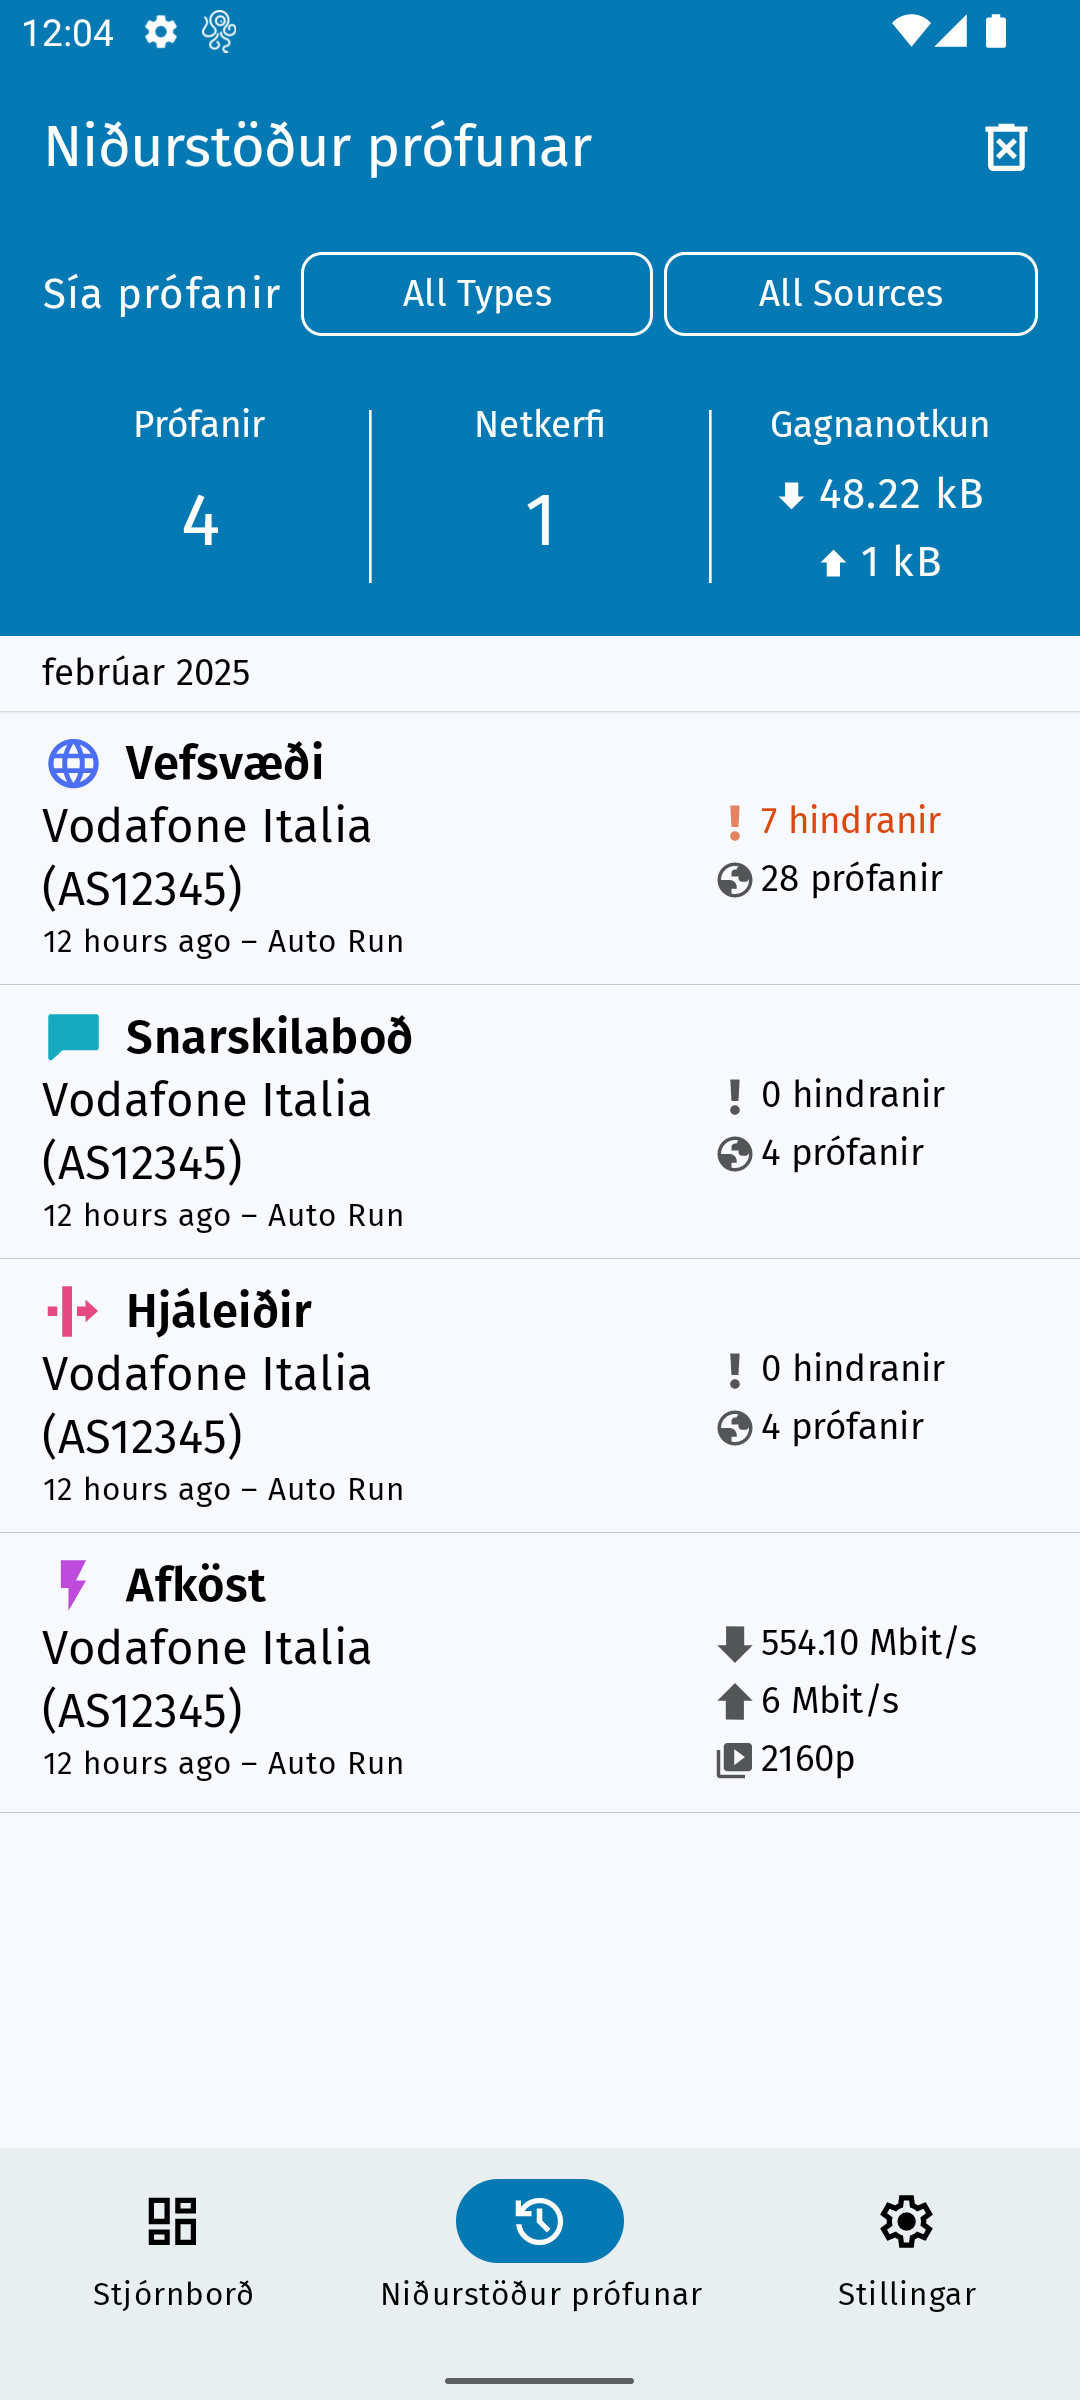 12:04
Niðurstöður prófunar
Sía prófanir
All Types
All Sources
Prófanir
4
Netkerfi
1
Gagnanotkun
48.22 kB
1 kB
febrúar 2025
Vefsvæði
Vodafone Italia
(AS12345)
12 hours ago – Auto Run
7 hindranir
28 prófanir
Snarskilaboð
Vodafone Italia
(AS12345)
12 hours ago – Auto Run
0 hindranir
4 prófanir
Hjáleiðir
Vodafone Italia
(AS12345)
12 hours ago – Auto Run
0 hindranir
4 prófanir
Afköst
Vodafone Italia
(AS12345)
12 hours ago – Auto Run
554.10 Mbit/s
6 Mbit/s
2160p
Stjórnborð
Niðurstöður prófunar
Stillingar